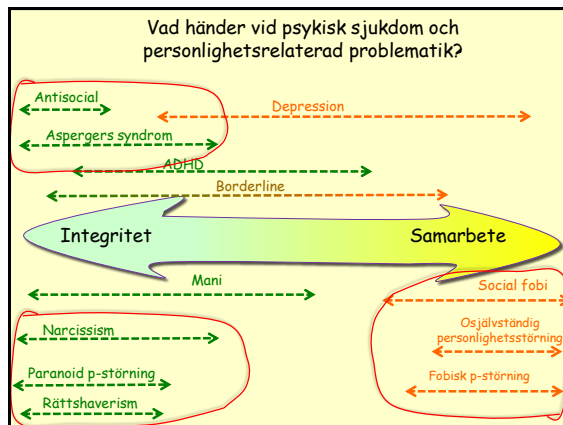 Vad händer vid psykisk sjukdom och
personlighetsrelaterad problematik?
Antisocial
Depression
Aspergers syndrom
ADHD
Borderline
Integritet
Samarbete
Mani
Social fobi
Narcissism
Osjälvständig
personlighetsstörning
Paranoid p-störning
Fobisk p-störning
Rättshaverism